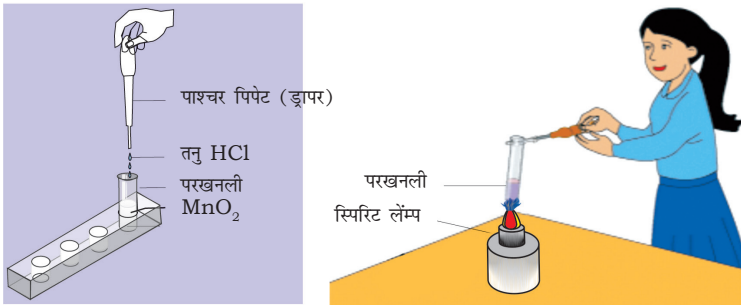 पाश्चर पिपेट (ड्रापर)
तनु HCl
परखनली
MnO₂
परखनली
स्पिरिट लेंम्प